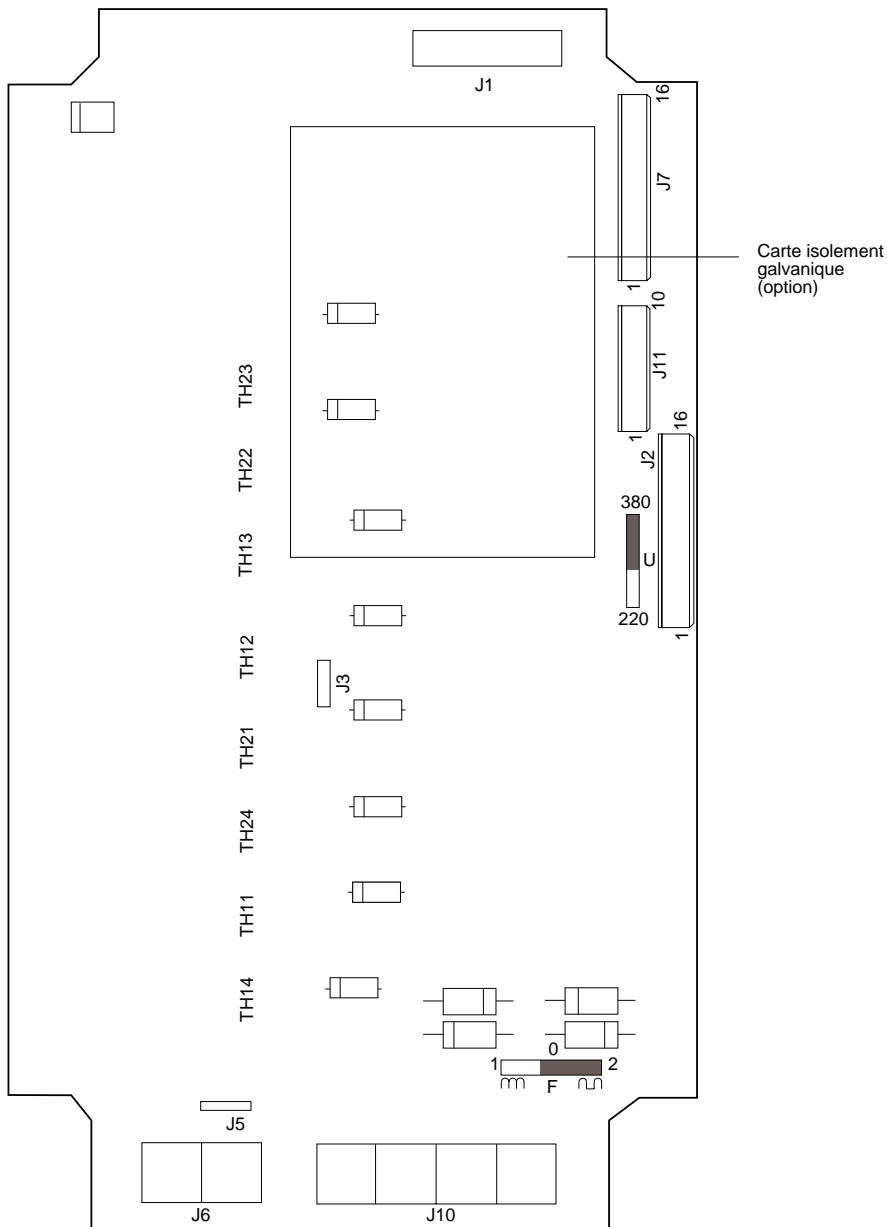 J1
16
J7
1
Carte isolement
galvanique
(option)
10
J11
1
TH23
16
J2
TH22
380
U
220
1
TH13
TH12
J3
TH21
TH24
TH11
TH14
0
1
2
F
J5
J6
J10